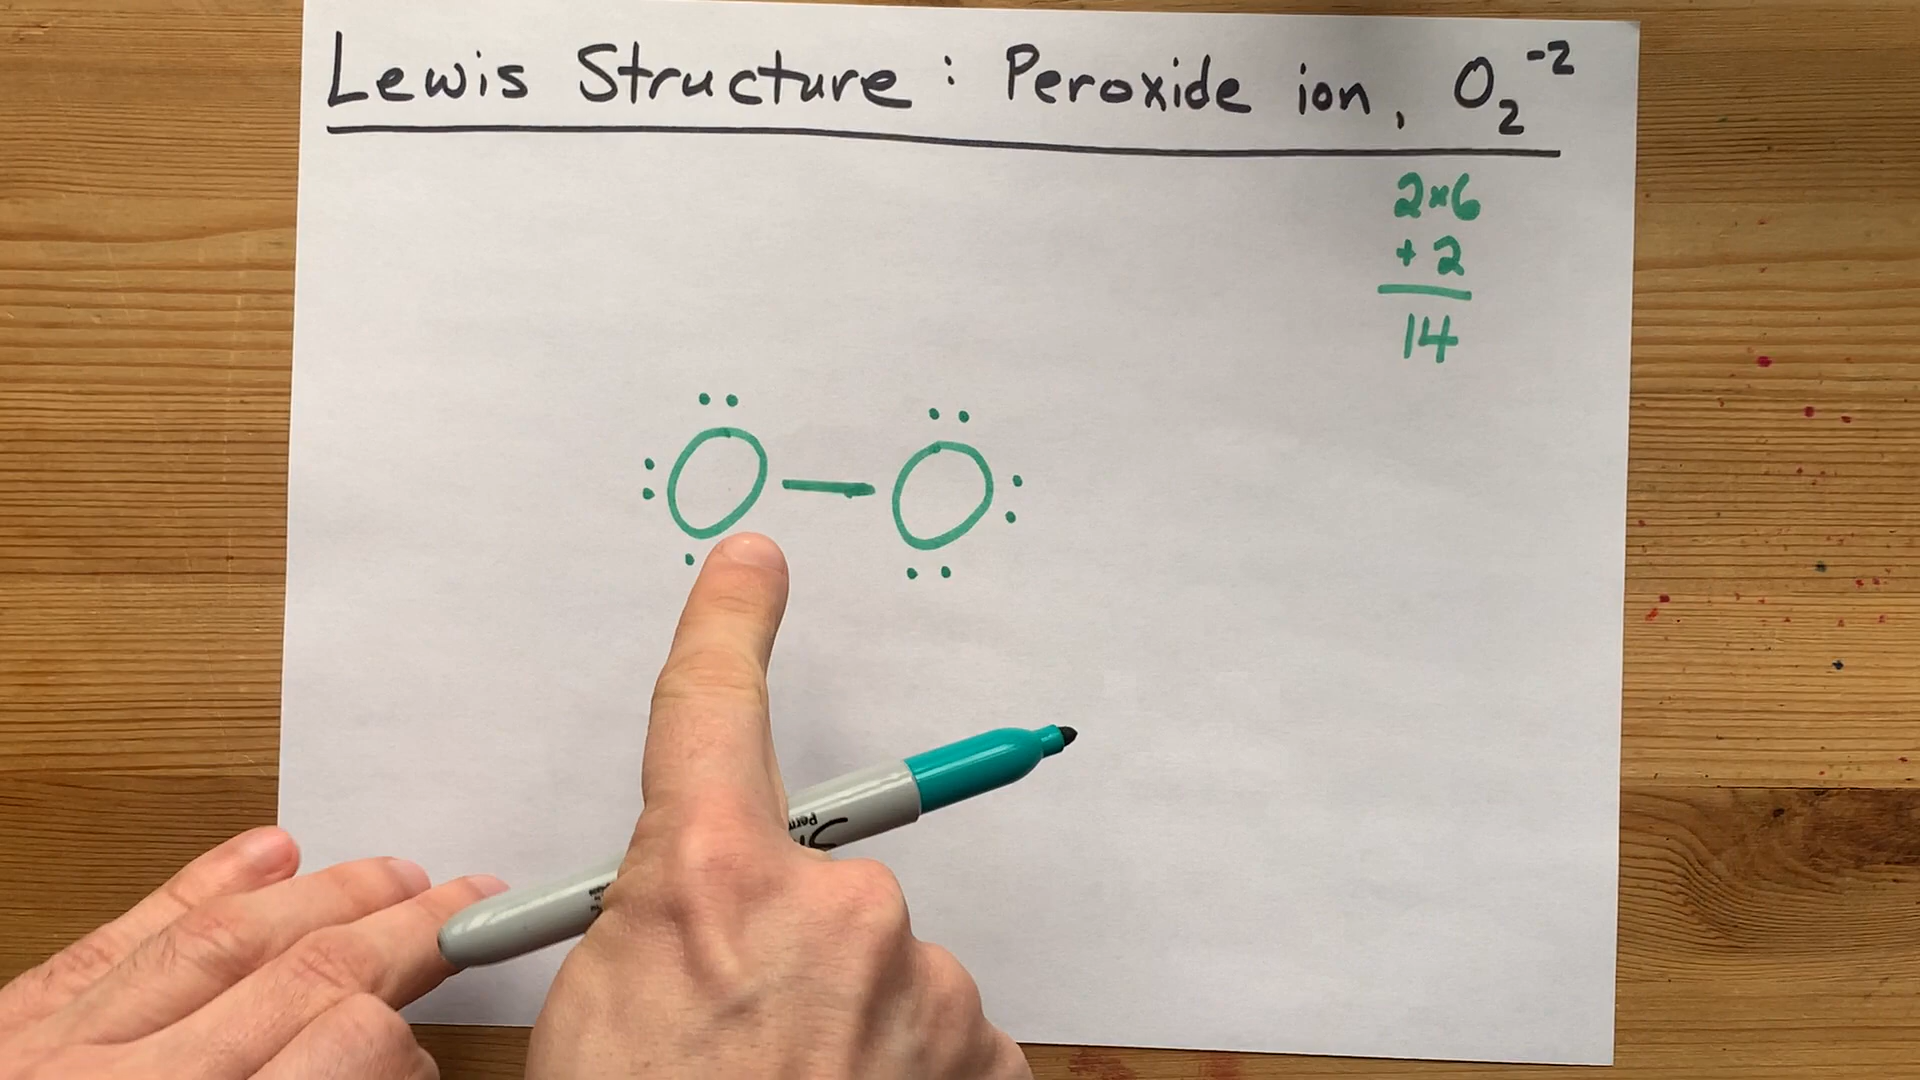 Lewis Structure : Peroxide ion, O₂⁻²
2×6
+ 2
14
O — O